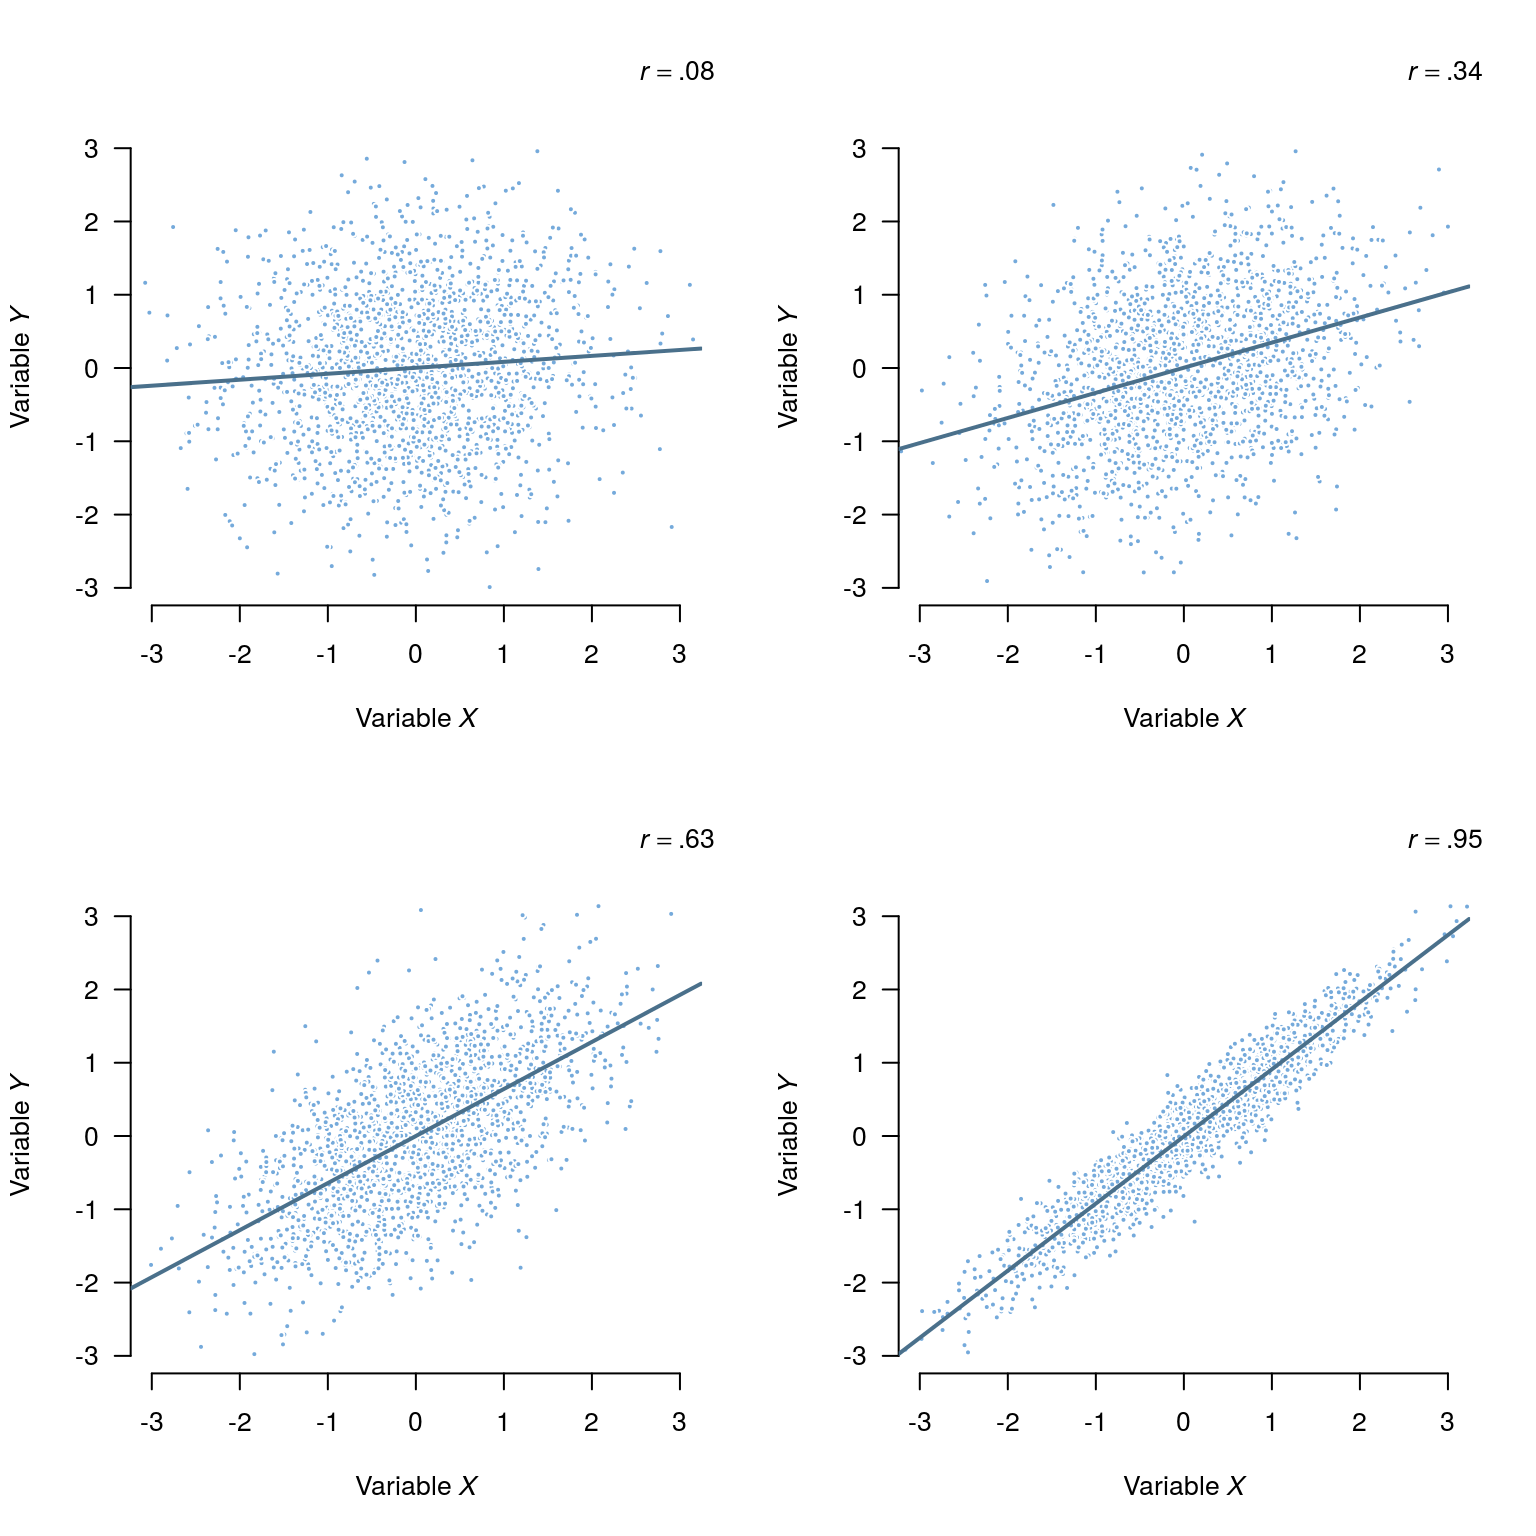 r = .08
3
2
1
0
-1
-2
-3
Variable Y
-3 -2 -1 0 1 2 3
Variable X
r = .34
3
2
1
0
-1
-2
-3
Variable Y
-3 -2 -1 0 1 2 3
Variable X
r = .63
3
2
1
0
-1
-2
-3
Variable Y
-3 -2 -1 0 1 2 3
Variable X
r = .95
3
2
1
0
-1
-2
-3
Variable Y
-3 -2 -1 0 1 2 3
Variable X